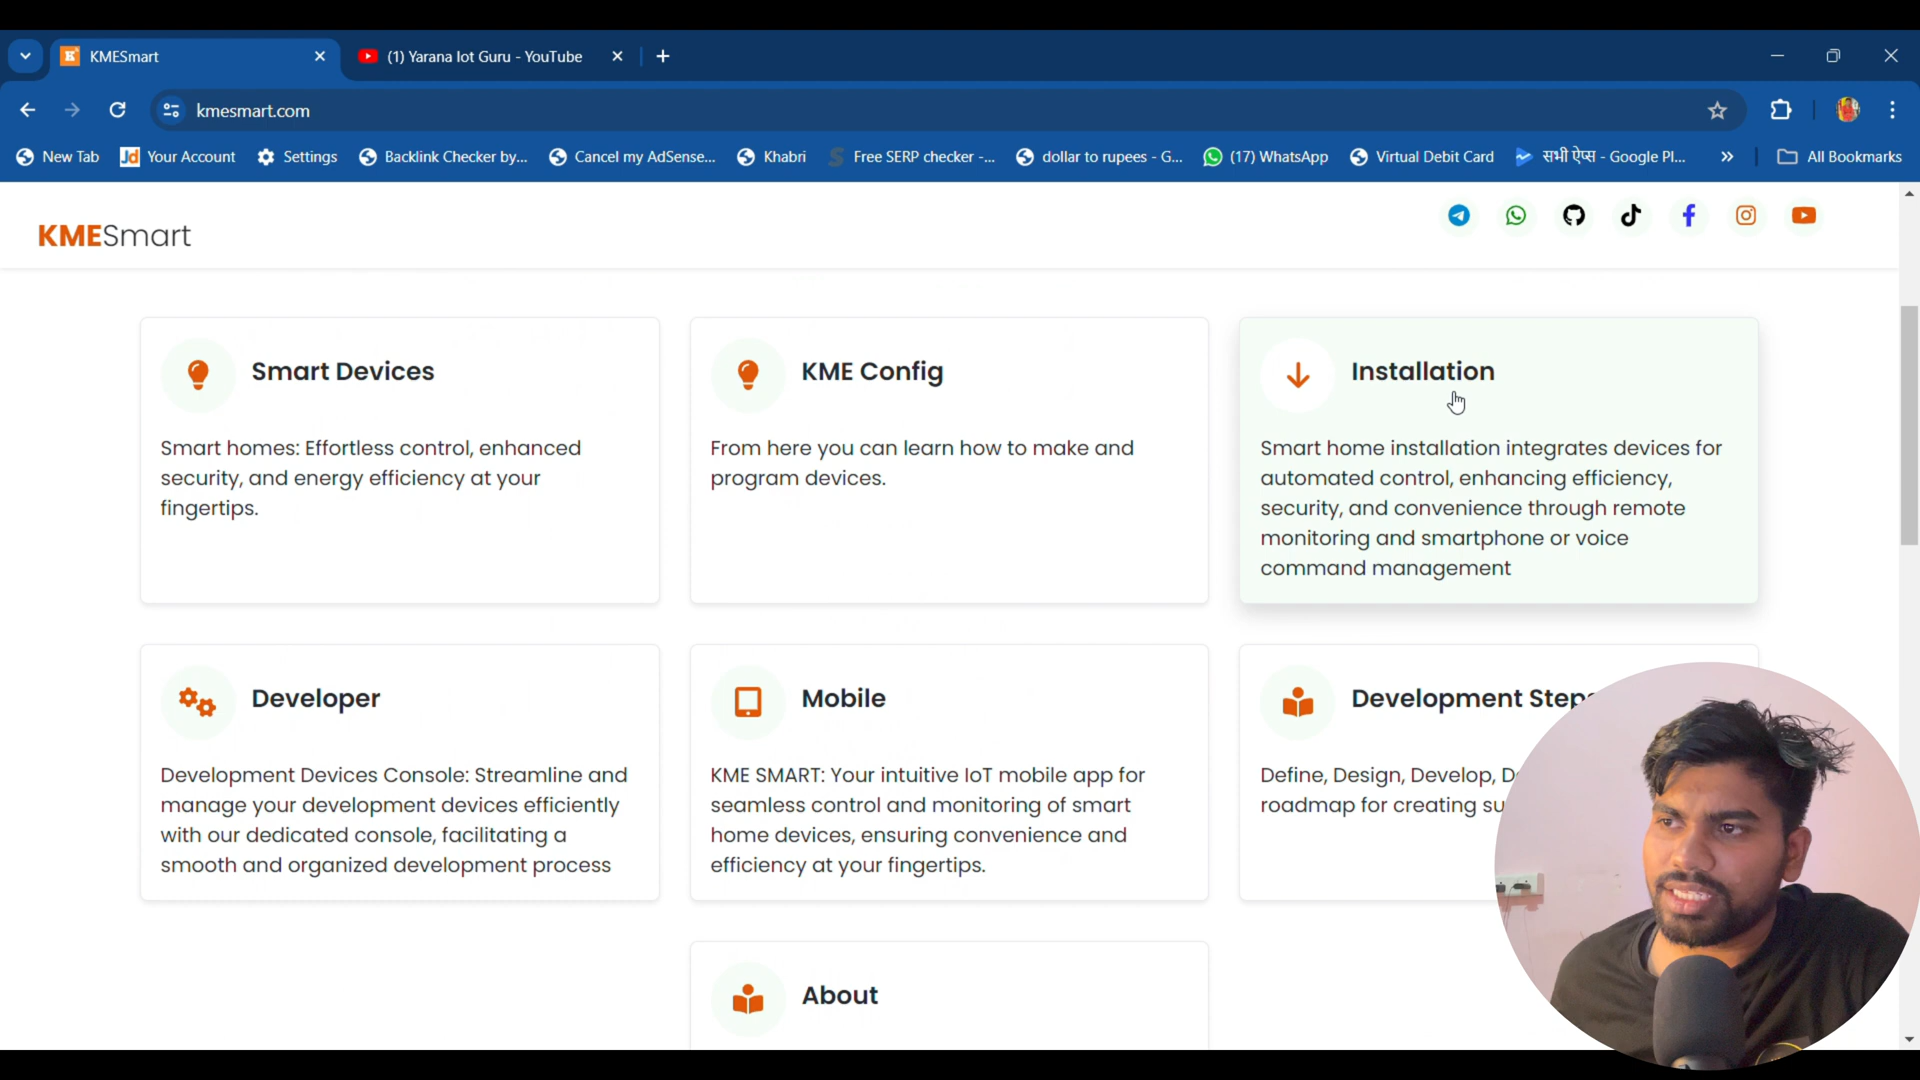 KMESmart
(1) Yarana Iot Guru - YouTube
kmesmart.com
New Tab
Your Account
Settings
Backlink Checker by...
Cancel my AdSense...
Khabri
Free SERP checker -...
dollar to rupees - G...
(17) WhatsApp
Virtual Debit Card
सभी ऐप्स - Google Pl...
All Bookmarks
KMESmart
Smart Devices
Smart homes: Effortless control, enhanced
security, and energy efficiency at your
fingertips.
KME Config
From here you can learn how to make and
program devices.
Installation
Smart home installation integrates devices for
automated control, enhancing efficiency,
security, and convenience through remote
monitoring and smartphone or voice
command management
Developer
Development Devices Console: Streamline and
manage your development devices efficiently
with our dedicated console, facilitating a
smooth and organized development process
Mobile
KME SMART: Your intuitive IoT mobile app for
seamless control and monitoring of smart
home devices, ensuring convenience and
efficiency at your fingertips.
Development Steps
Define, Design, Develop,
roadmap for creating
About